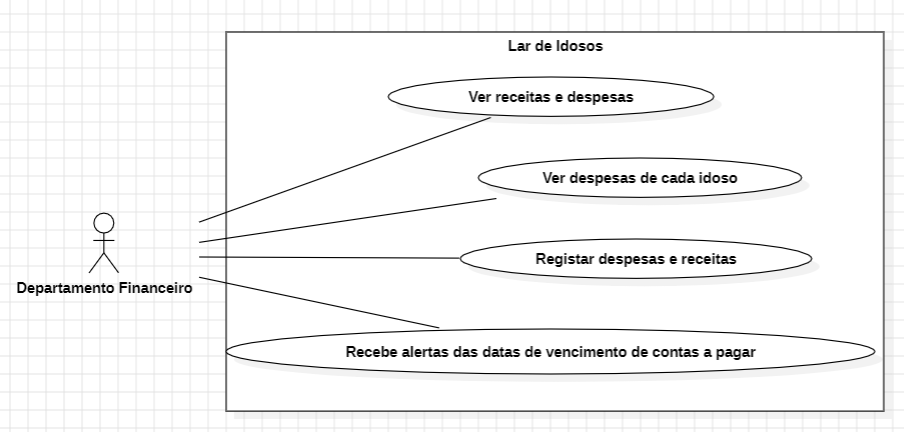 Lar de Idosos
Ver receitas e despesas
Ver despesas de cada idoso
Registar despesas e receitas
Departamento Financeiro
Recebe alertas das datas de vencimento de contas a pagar